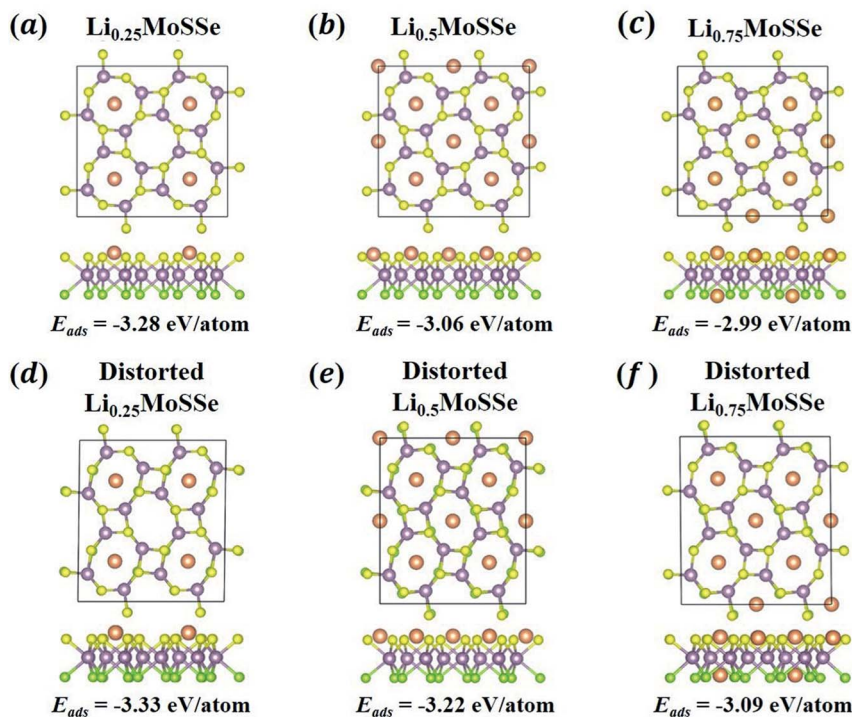 (a) Li0.25MoSSe
(b) Li0.5MoSSe
(c) Li0.75MoSSe
Eads = -3.28 eV/atom
Eads = -3.06 eV/atom
Eads = -2.99 eV/atom
(d) Distorted
Li0.25MoSSe
(e) Distorted
Li0.5MoSSe
(f) Distorted
Li0.75MoSSe
Eads = -3.33 eV/atom
Eads = -3.22 eV/atom
Eads = -3.09 eV/atom